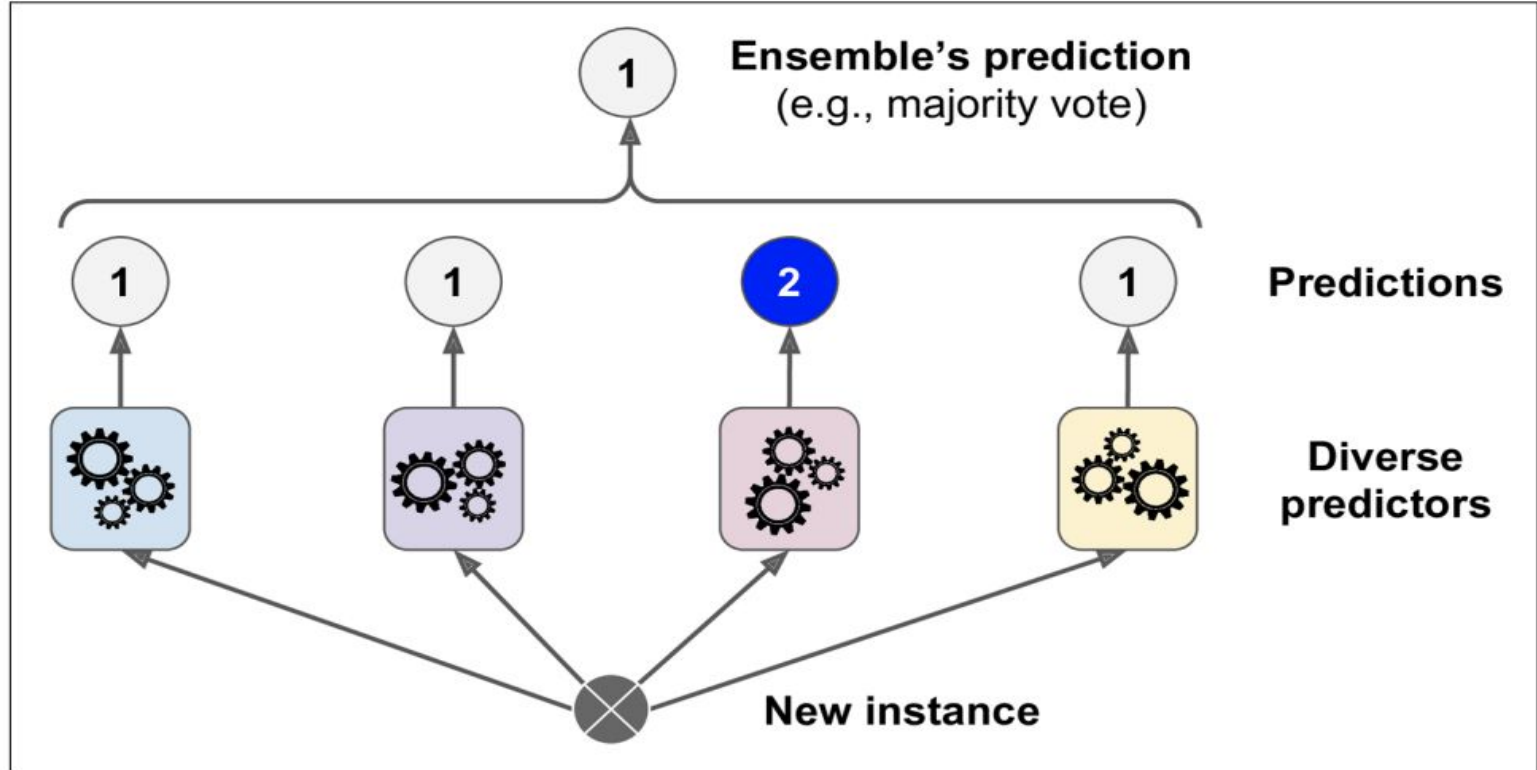 1
Ensemble’s prediction
(e.g., majority vote)
1 1 2 1 Predictions
Diverse
predictors
New instance